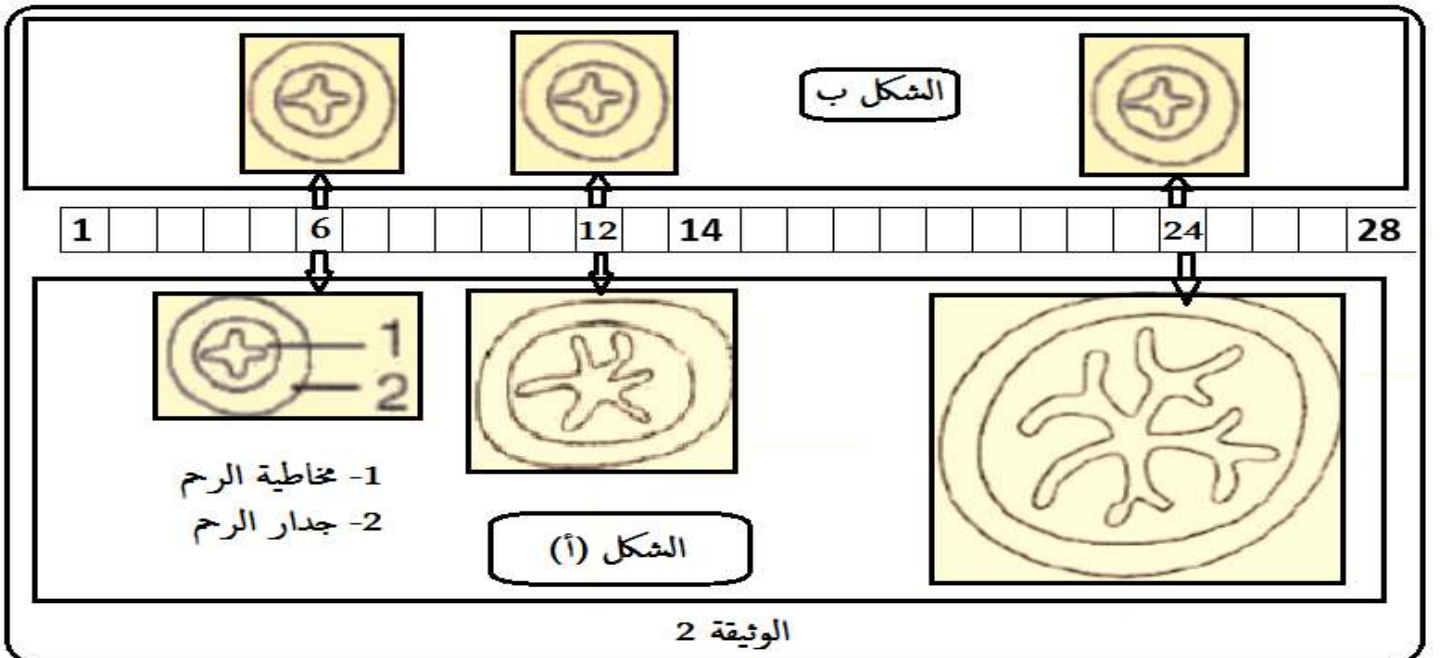 الشكل ب
1 6 12 14 24 28
1
2
1- مخاطية الرحم
2- جدار الرحم
الشكل (أ)
الوثيقة 2